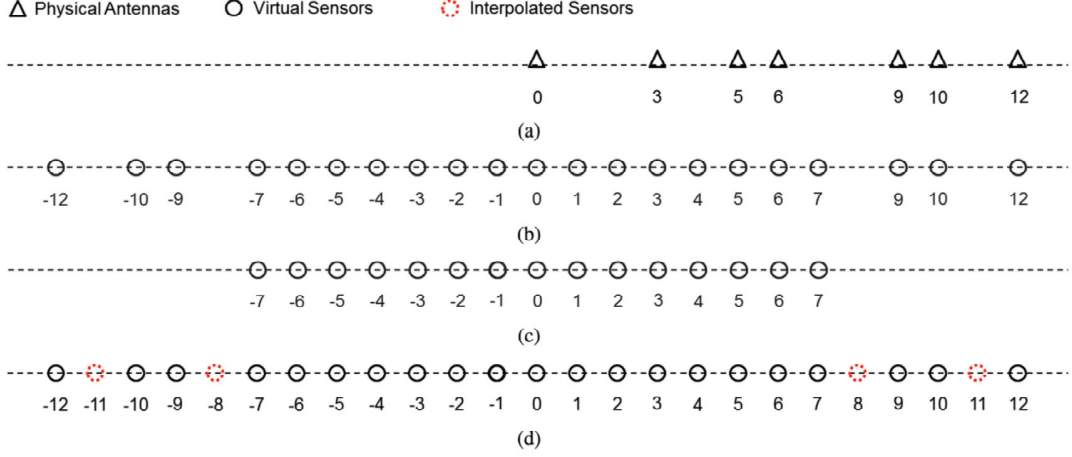 Physical Antennas Virtual Sensors Interpolated Sensors
0 3 5 6 9 10 12
(a)
-12 -10 -9 -7 -6 -5 -4 -3 -2 -1 0 1 2 3 4 5 6 7 9 10 12
(b)
-7 -6 -5 -4 -3 -2 -1 0 1 2 3 4 5 6 7
(c)
-12 -11 -10 -9 -8 -7 -6 -5 -4 -3 -2 -1 0 1 2 3 4 5 6 7 8 9 10 11 12
(d)